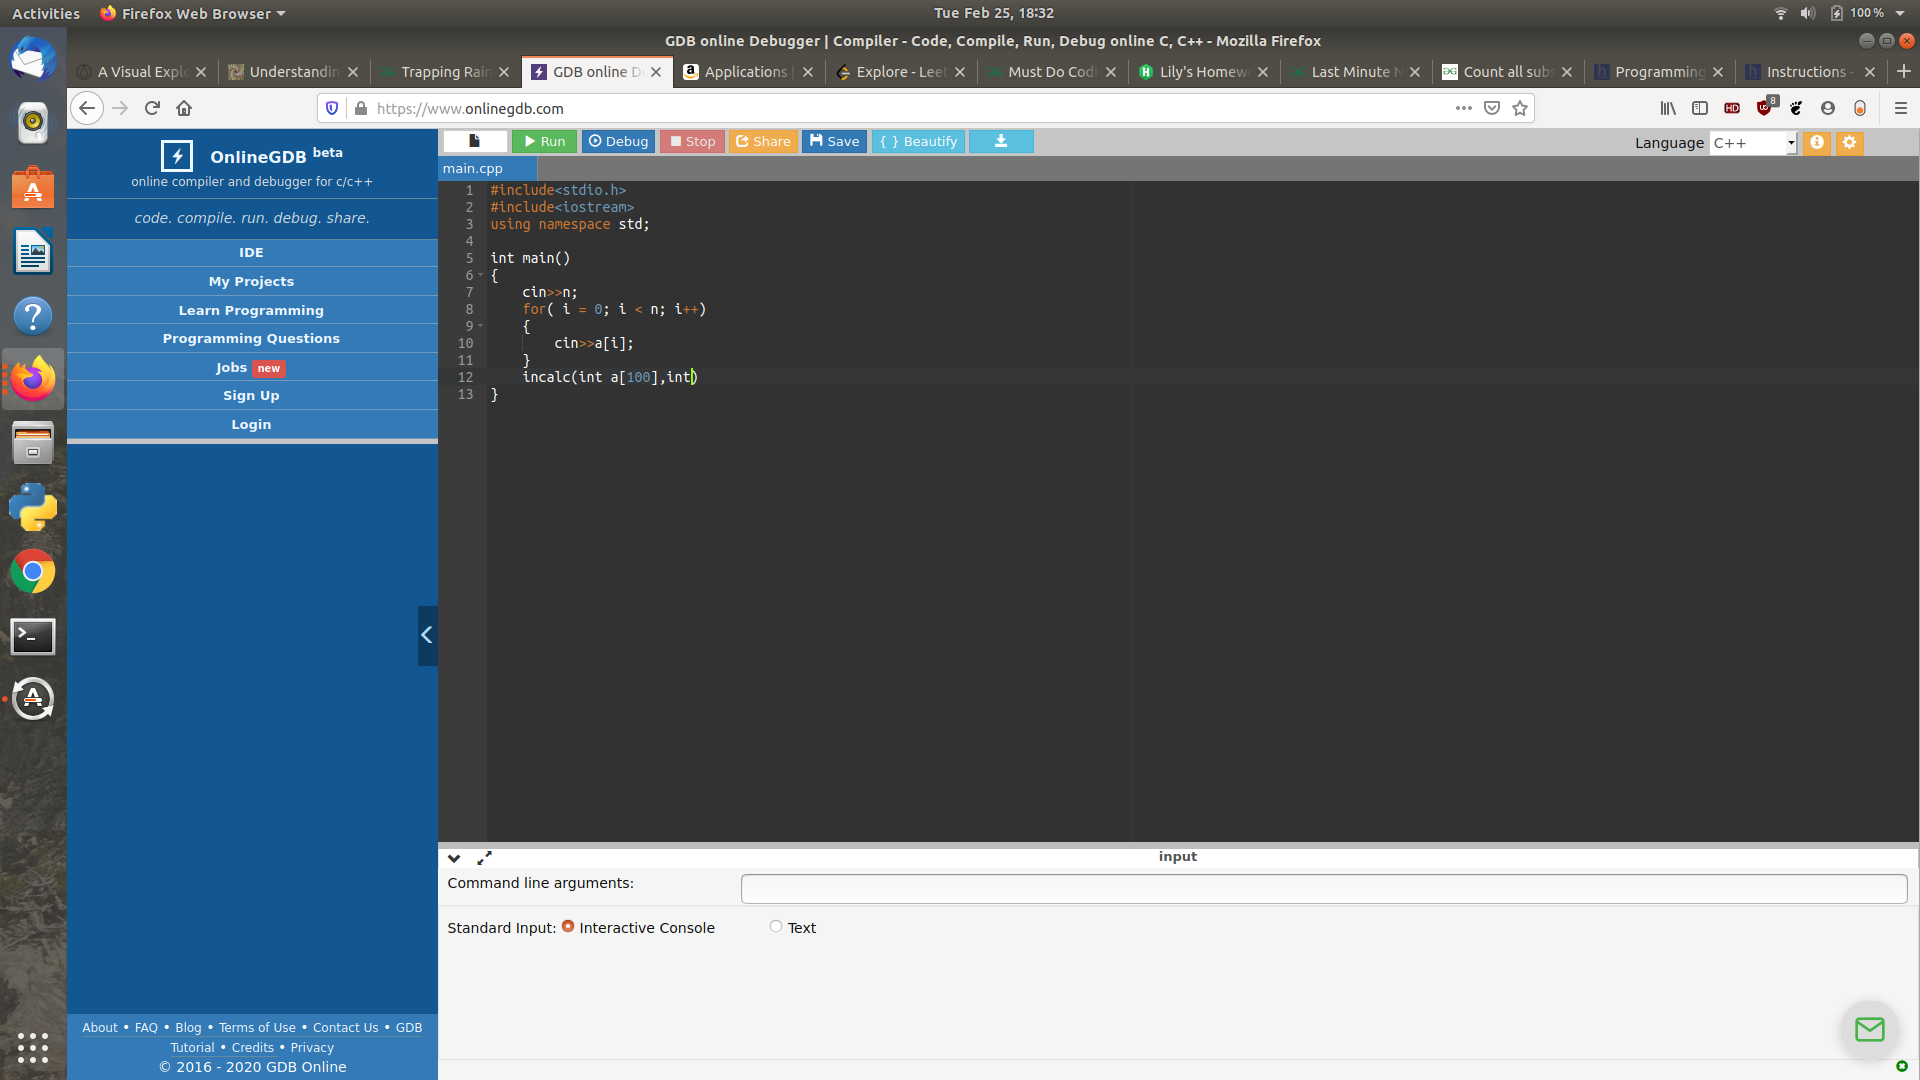 Activities
Firefox Web Browser
Tue Feb 25, 18:32
100 %
GDB online Debugger | Compiler - Code, Compile, Run, Debug online C, C++ - Mozilla Firefox
A Visual Expl
Understandin
Trapping Rain
GDB online D
Applications |
Explore - Leet
Must Do Codi
Lily's Homew
Last Minute N
Count all subs
Programming
Instructions -
https://www.onlinegdb.com
HD
8
OnlineGDB beta
online compiler and debugger for c/c++
code. compile. run. debug. share.
IDE
My Projects
Learn Programming
Programming Questions
Jobs new
Sign Up
Login
About • FAQ • Blog • Terms of Use • Contact Us • GDB
Tutorial • Credits • Privacy
© 2016 - 2020 GDB Online
Run
Debug
Stop
Share
Save
{ } Beautify
Language C++
main.cpp
1 #include<stdio.h>
2 #include<iostream>
3 using namespace std;
4
5 int main()
6 {
7 cin>>n;
8 for( i = 0; i < n; i++)
9 {
10 cin>>a[i];
11 }
12 incalc(int a[100],int)
13 }
input
Command line arguments:
Standard Input: Interactive Console Text